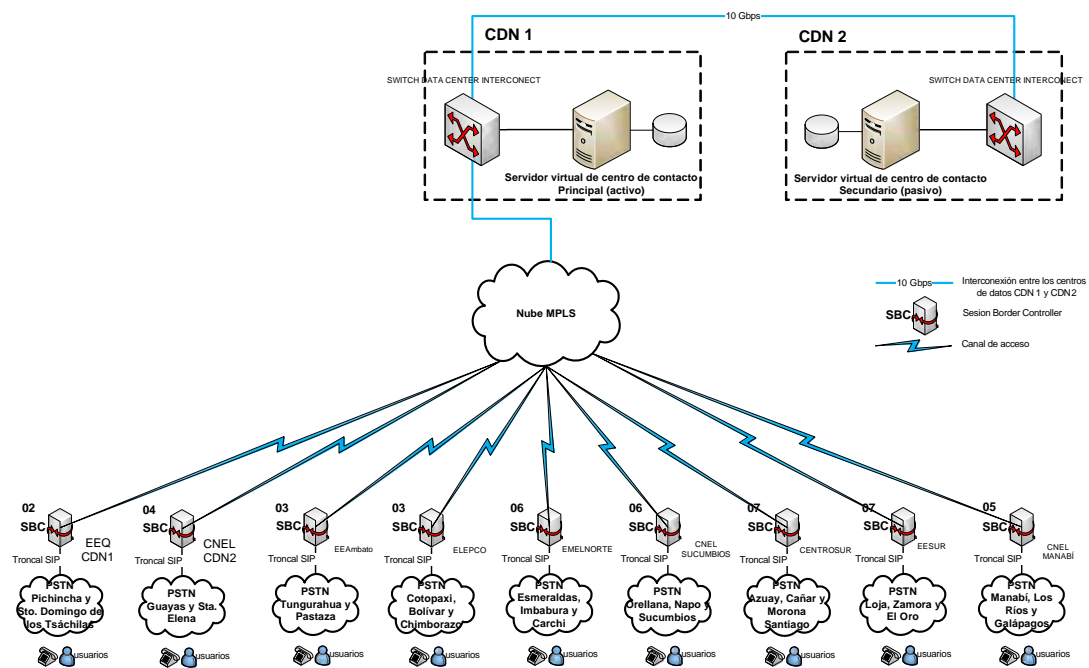 10 Gbps
CDN 1
CDN 2
SWITCH DATA CENTER INTERCONECT
SWITCH DATA CENTER INTERCONECT
Servidor virtual de centro de contacto
Principal (activo)
Servidor virtual de centro de contacto
Secundario (pasivo)
Nube MPLS
10 Gbps
Interconexión entre los centros
de datos CDN 1 y CDN2
SBC
Sesion Border Controller
Canal de acceso
02
SBC
EEQ
CDN1
Troncal SIP
PSTN
Pichincha y
Sto. Domingo de
los Tsáchilas
usuarios
04
SBC
CNEL
CDN2
Troncal SIP
PSTN
Guayas y Sta.
Elena
usuarios
03
SBC
EEAmbato
Troncal SIP
PSTN
Tungurahua y
Pastaza
usuarios
03
SBC
ELEPCO
Troncal SIP
PSTN
Cotopaxi,
Bolívar y
Chimborazo
usuarios
06
SBC
EMELNORTE
Troncal SIP
PSTN
Esmeraldas,
Imbabura y
Carchi
usuarios
06
SBC
CNEL
SUCUMBIOS
Troncal SIP
PSTN
Orellana, Napo y
Sucumbios
usuarios
07
SBC
CENTROSUR
Troncal SIP
PSTN
Azuay, Cañar y
Morona
Santiago
usuarios
07
SBC
EESUR
Troncal SIP
PSTN
Loja, Zamora y
El Oro
usuarios
05
SBC
CNEL
MANABÍ
Troncal SIP
PSTN
Manabí, Los
Ríos y
Galápagos
usuarios